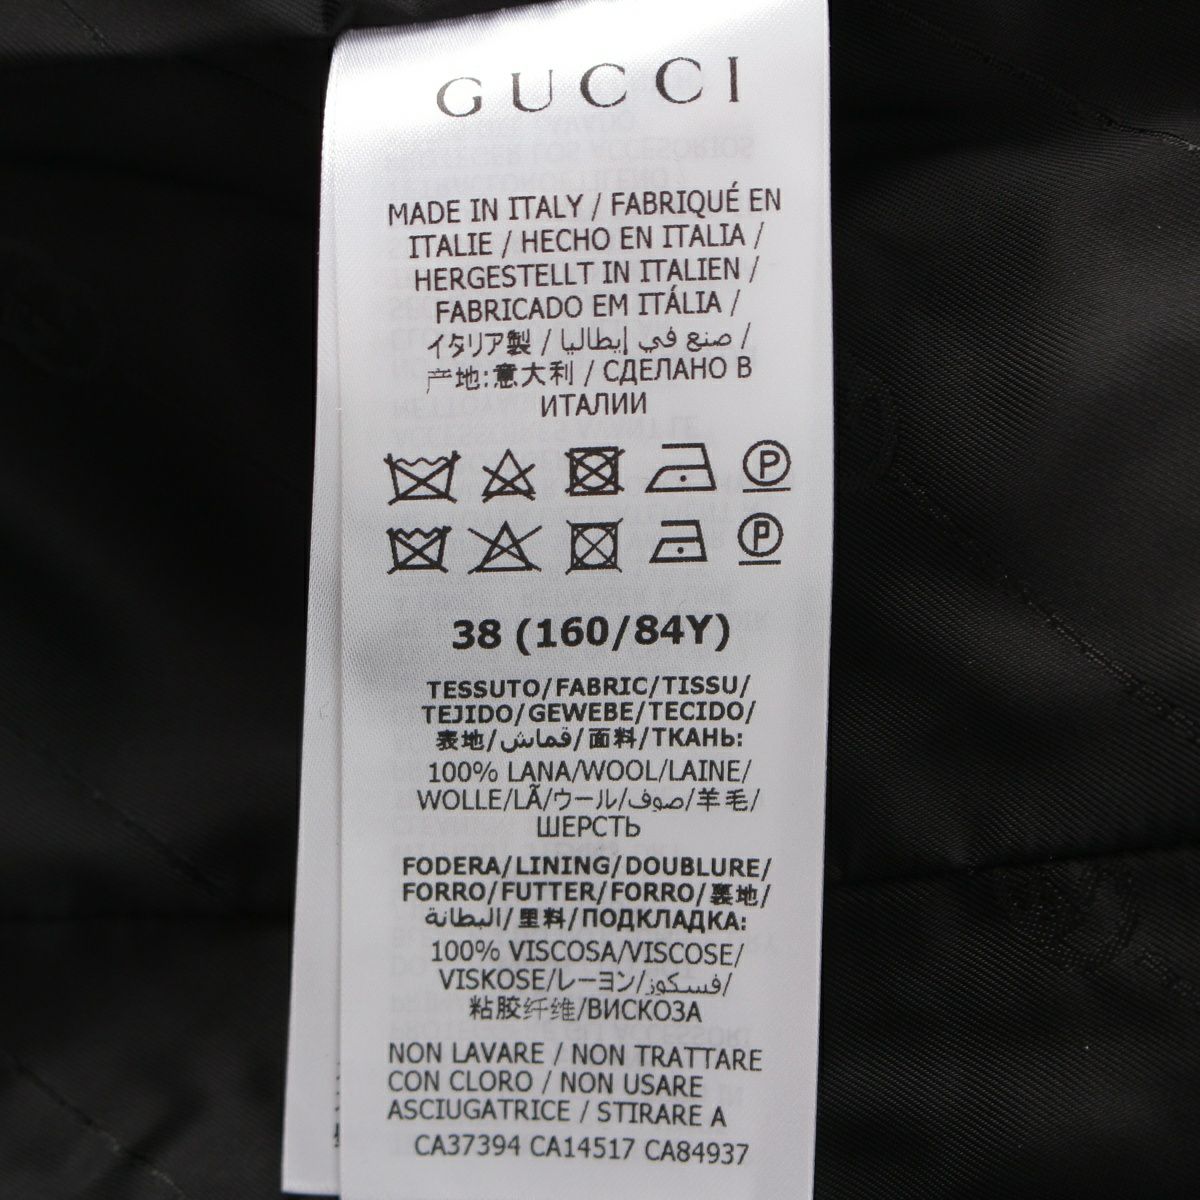 GUCCI
MADE IN ITALY / FABRIQUÉ EN
ITALIE / HECHO EN ITALIA /
HERGESTELLT IN ITALIEN /
FABRICADO EM ITÁLIA /
イタリア製 / صنع في إيطاليا /
产地:意大利 / СДЕЛАНО В
ИТАЛИИ
P
P
38 (160/84Y)
TESSUTO/FABRIC/TISSU/
TEJIDO/GEWEBE/TECIDO/
表地/قماش/面料/ТКАНЬ:
100% LANA/WOOL/LAINE/
WOLLE/LÃ/ウール/صوف/羊毛/
ШЕРСТЬ
FODERA/LINING/DOUBLURE/
FORRO/FUTTER/FORRO/裏地/
البطانة/里料/ПОДКЛАДКА:
100% VISCOSA/VISCOSE/
VISKOSE/レーヨン/فسكوز/
粘胶纤维/ВИСКОЗА
NON LAVARE / NON TRATTARE
CON CLORO / NON USARE
ASCIUGATRICE / STIRARE A
CA37394 CA14517 CA84937